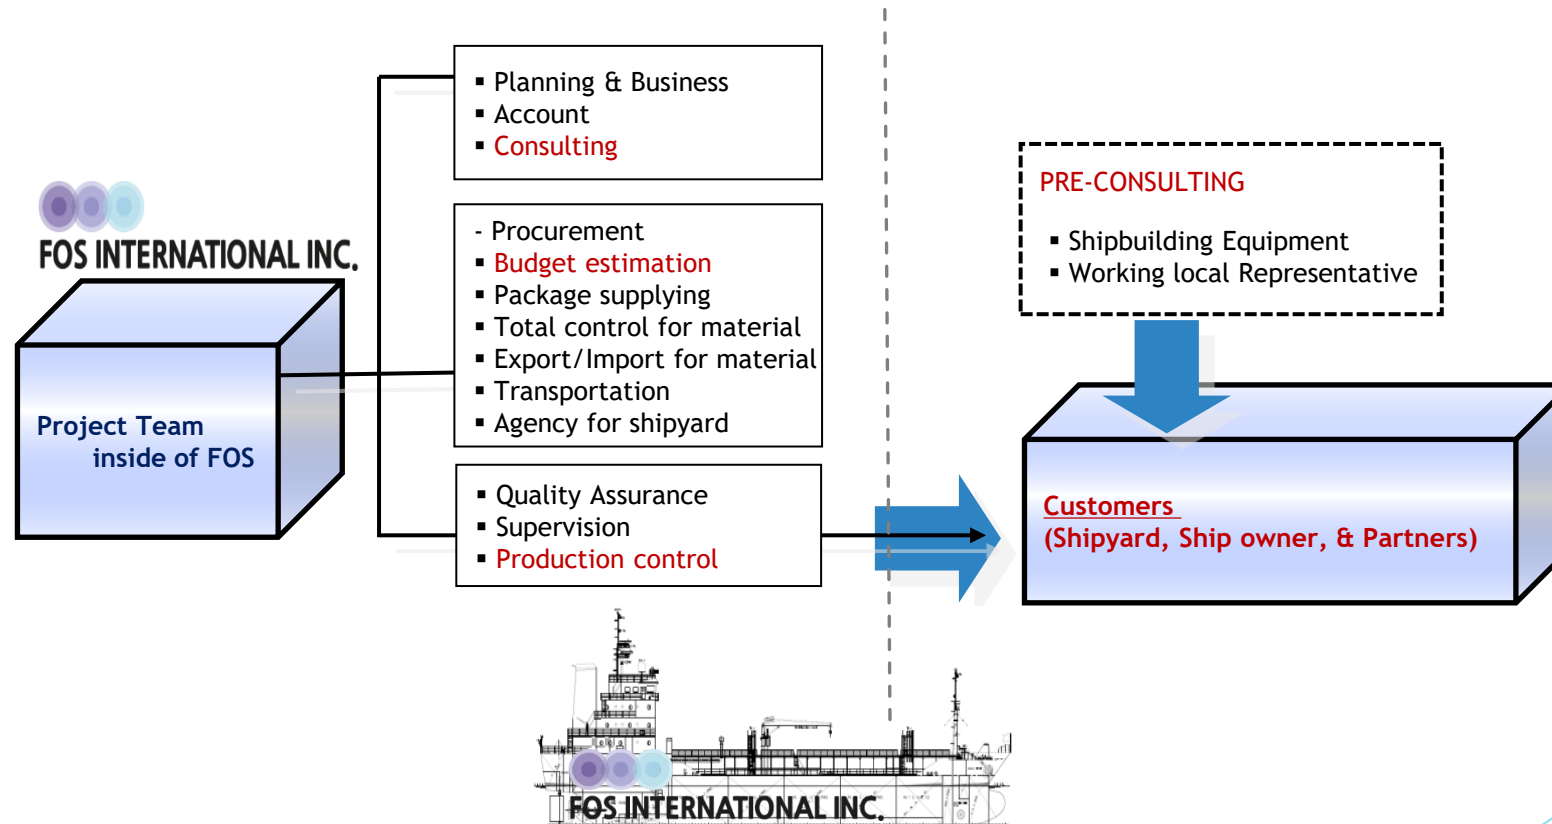 ▪ Planning & Business
▪ Account
▪ Consulting
FOS INTERNATIONAL INC.
- Procurement
▪ Budget estimation
▪ Package supplying
▪ Total control for material
▪ Export/Import for material
▪ Transportation
▪ Agency for shipyard
Project Team
inside of FOS
▪ Quality Assurance
▪ Supervision
▪ Production control
PRE-CONSULTING
▪ Shipbuilding Equipment
▪ Working local Representative
Customers
(Shipyard, Ship owner, & Partners)
FOS INTERNATIONAL INC.